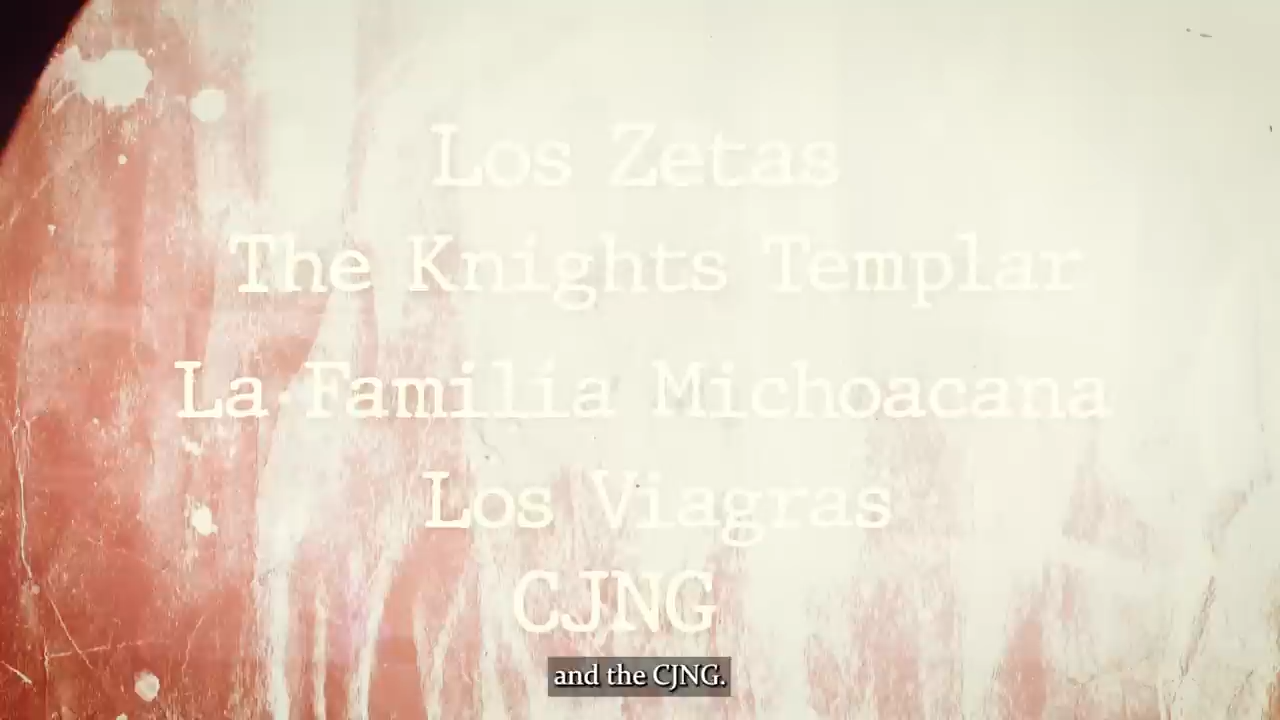 Los Zetas
The Knights Templar
La Familia Michoacana
Los Viagras
CJNG
and the CJNG.